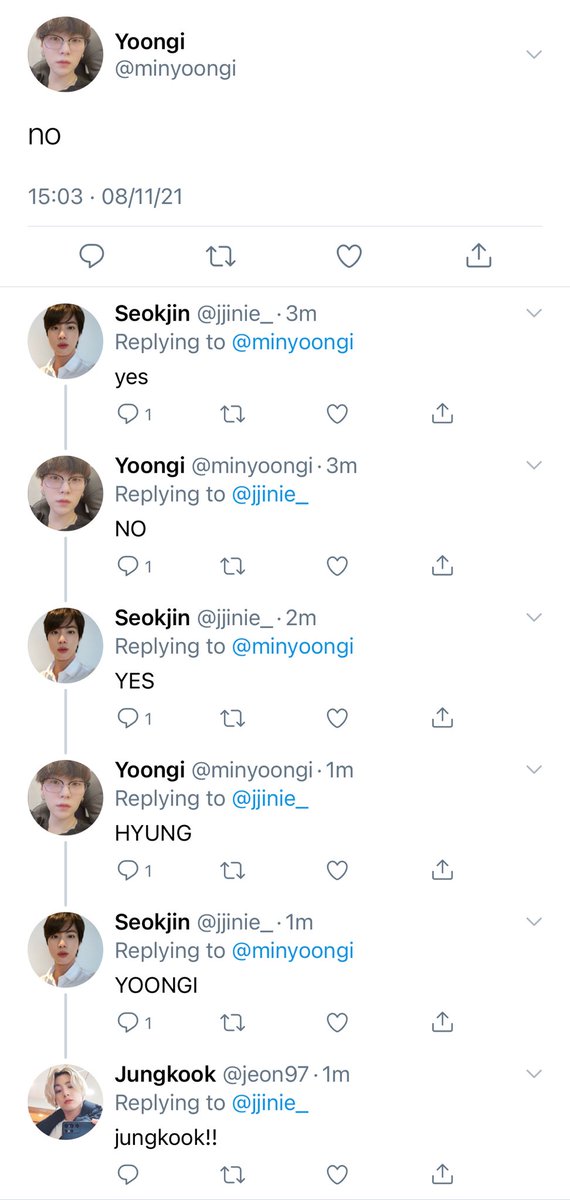 Yoongi
@minyoongi
no
15:03 · 08/11/21
Seokjin @jjinie_ · 3m
Replying to @minyoongi
yes
1
Yoongi @minyoongi · 3m
Replying to @jjinie_
NO
1
Seokjin @jjinie_ · 2m
Replying to @minyoongi
YES
1
Yoongi @minyoongi · 1m
Replying to @jjinie_
HYUNG
1
Seokjin @jjinie_ · 1m
Replying to @minyoongi
YOONGI
1
Jungkook @jeon97 · 1m
Replying to @jjinie_
jungkook!!